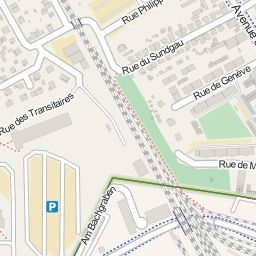 Rue Philipp
Avenue
Rue du Sundgau
Rue de Genève
Rue des Transitaires
Rue de M
P
Am Bachgraben